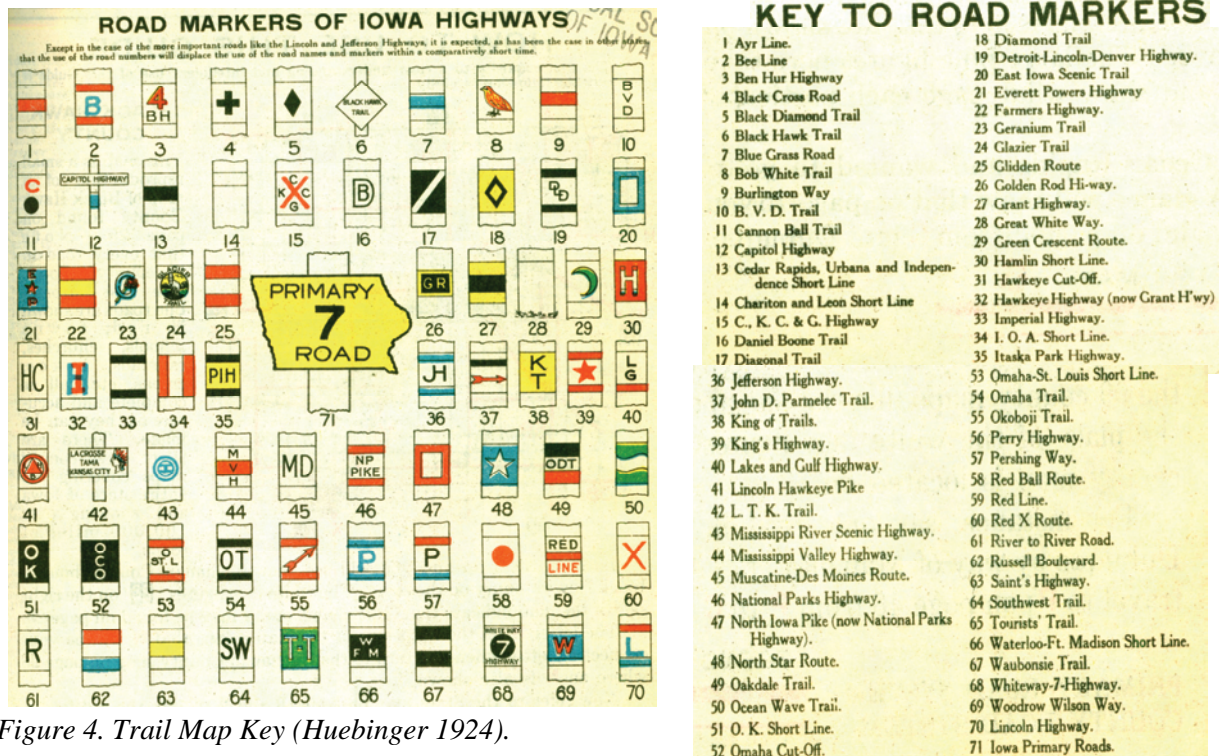 ROAD MARKERS OF IOWA HIGHWAYS
OF IOWA
Except in the case of the more important roads like the Lincoln and Jefferson Highways, it is expected, as has been the case in other states,
that the use of the road numbers will displace the use of the road names and markers within a comparatively short time.
B
4
BH
BLACK HAWK
TRAIL
B
V
D
1 2 3 4 5 6 7 8 9 10
C
CAPITOL HIGHWAY
C
K C
G
B
DD
11 12 13 14 15 16 17 18 19 20
GLACIER
TRAIL
PRIMARY
7
ROAD
GR
H
21 22 23 24 25 26 27 28 29 30
HC
H
PIH
JH
K
T
L
G
31 32 33 34 35 71 36 37 38 39 40
LACROSSE
TAMA
KANSAS-CITY
M
V
H
MD
NP
PIKE
ODT
41 42 43 44 45 46 47 48 49 50
O
K
O
C
O
O
ST. L
L
OT
P
P
RED
LINE
X
51 52 53 54 55 56 57 58 59 60
R
SW
T-T
W
FM
WHITE WAY
7
HIGHWAY
W
L
61 62 63 64 65 66 67 68 69 70
Figure 4. Trail Map Key (Huebinger 1924).
KEY TO ROAD MARKERS
1 Ayr Line.
2 Bee Line
3 Ben Hur Highway
4 Black Cross Road
5 Black Diamond Trail
6 Black Hawk Trail
7 Blue Grass Road
8 Bob White Trail
9 Burlington Way
10 B. V. D. Trail
11 Cannon Ball Trail
12 Capitol Highway
13 Cedar Rapids, Urbana and Indepen-
dence Short Line
14 Chariton and Leon Short Line
15 C., K. C. & G. Highway
16 Daniel Boone Trail
17 Diagonal Trail
18 Diamond Trail
19 Detroit-Lincoln-Denver Highway.
20 East Iowa Scenic Trail
21 Everett Powers Highway
22 Farmers Highway.
23 Geranium Trail
24 Glazier Trail
25 Glidden Route
26 Golden Rod Hi-way.
27 Grant Highway.
28 Great White Way.
29 Green Crescent Route.
30 Hamlin Short Line.
31 Hawkeye Cut-Off.
32 Hawkeye Highway (now Grant H'wy)
33 Imperial Highway.
34 I. O. A. Short Line.
35 Itaska Park Highway.
36 Jefferson Highway.
37 John D. Parmelee Trail.
38 King of Trails.
39 King's Highway.
40 Lakes and Gulf Highway.
41 Lincoln Hawkeye Pike
42 L. T. K. Trail.
43 Mississippi River Scenic Highway.
44 Mississippi Valley Highway.
45 Muscatine-Des Moines Route.
46 National Parks Highway.
47 North Iowa Pike (now National Parks
Highway).
48 North Star Route.
49 Oakdale Trail.
50 Ocean Wave Trail.
51 O. K. Short Line.
52 Omaha Cut-Off.
53 Omaha-St. Louis Short Line.
54 Omaha Trail.
55 Okoboji Trail.
56 Perry Highway.
57 Pershing Way.
58 Red Ball Route.
59 Red Line.
60 Red X Route.
61 River to River Road.
62 Russell Boulevard.
63 Saint's Highway.
64 Southwest Trail.
65 Tourists' Trail.
66 Waterloo-Ft. Madison Short Line.
67 Waubonsie Trail.
68 Whiteway-7-Highway.
69 Woodrow Wilson Way.
70 Lincoln Highway.
71 Iowa Primary Roads.